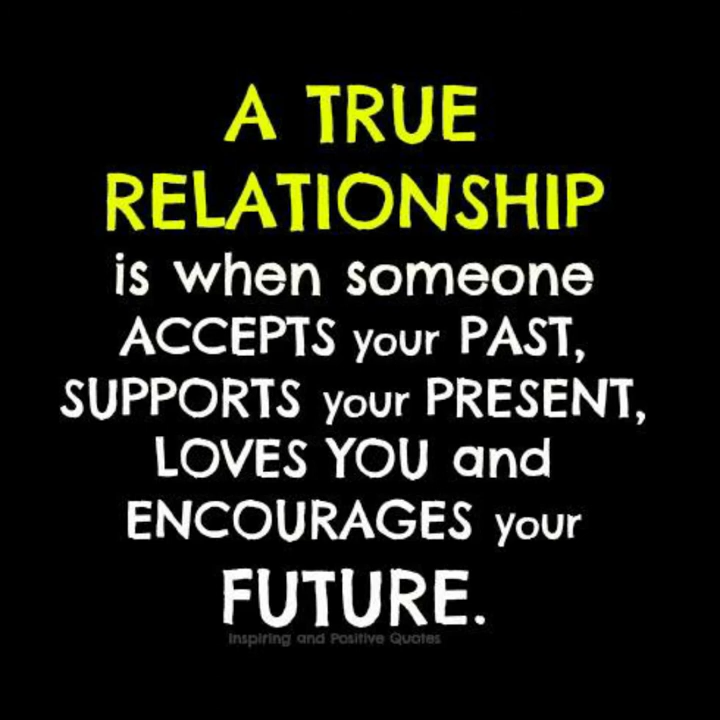 A TRUE
RELATIONSHIP
is when someone
ACCEPTS your PAST,
SUPPORTS your PRESENT,
LOVES YOU and
ENCOURAGES your
FUTURE.
Inspiring and Positive Quotes